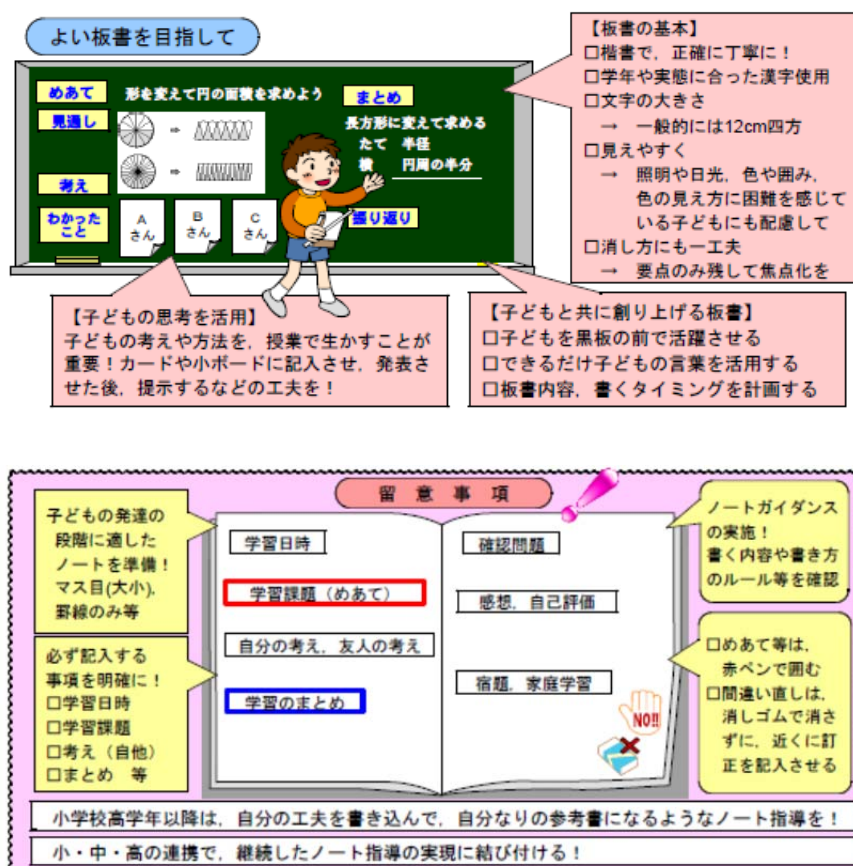 よい板書を目指して
めあて
形を変えて円の面積を求めよう
見通し
考え
わかった
こと
A
さん
B
さん
C
さん
まとめ
長方形に変えて求める
たて　半径
横　円周の半分
振り返り
【板書の基本】
□楷書で，正確に丁寧に！
□学年や実態に合った漢字使用
□文字の大きさ
→　一般的には12cm四方
□見えやすく
→　照明や日光，色や囲み，
色の見え方に困難を感じて
いる子どもにも配慮して
□消し方にも一工夫
→　要点のみ残して焦点化を
【子どもの思考を活用】
子どもの考えや方法を，授業で生かすことが
重要！カードや小ボードに記入させ，発表さ
せた後，提示するなどの工夫を！
【子どもと共に創り上げる板書】
□子どもを黒板の前で活躍させる
□できるだけ子どもの言葉を活用する
□板書内容，書くタイミングを計画する
留意事項
子どもの発達の
段階に適した
ノートを準備！
マス目(大小)，
罫線のみ等
必ず記入する
事項を明確に！
□学習日時
□学習課題
□考え（自他）
□まとめ　等
学習日時
学習課題（めあて）
自分の考え，友人の考え
学習のまとめ
確認問題
感想，自己評価
宿題，家庭学習
NO!!
ノートガイダンス
の実施！
書く内容や書き方
のルール等を確認
□めあて等は，
赤ペンで囲む
□間違い直しは，
消しゴムで消さ
ずに，近くに訂
正を記入させる
小学校高学年以降は，自分の工夫を書き込んで，自分なりの参考書になるようなノート指導を！
小・中・高の連携で，継続したノート指導の実現に結び付ける！